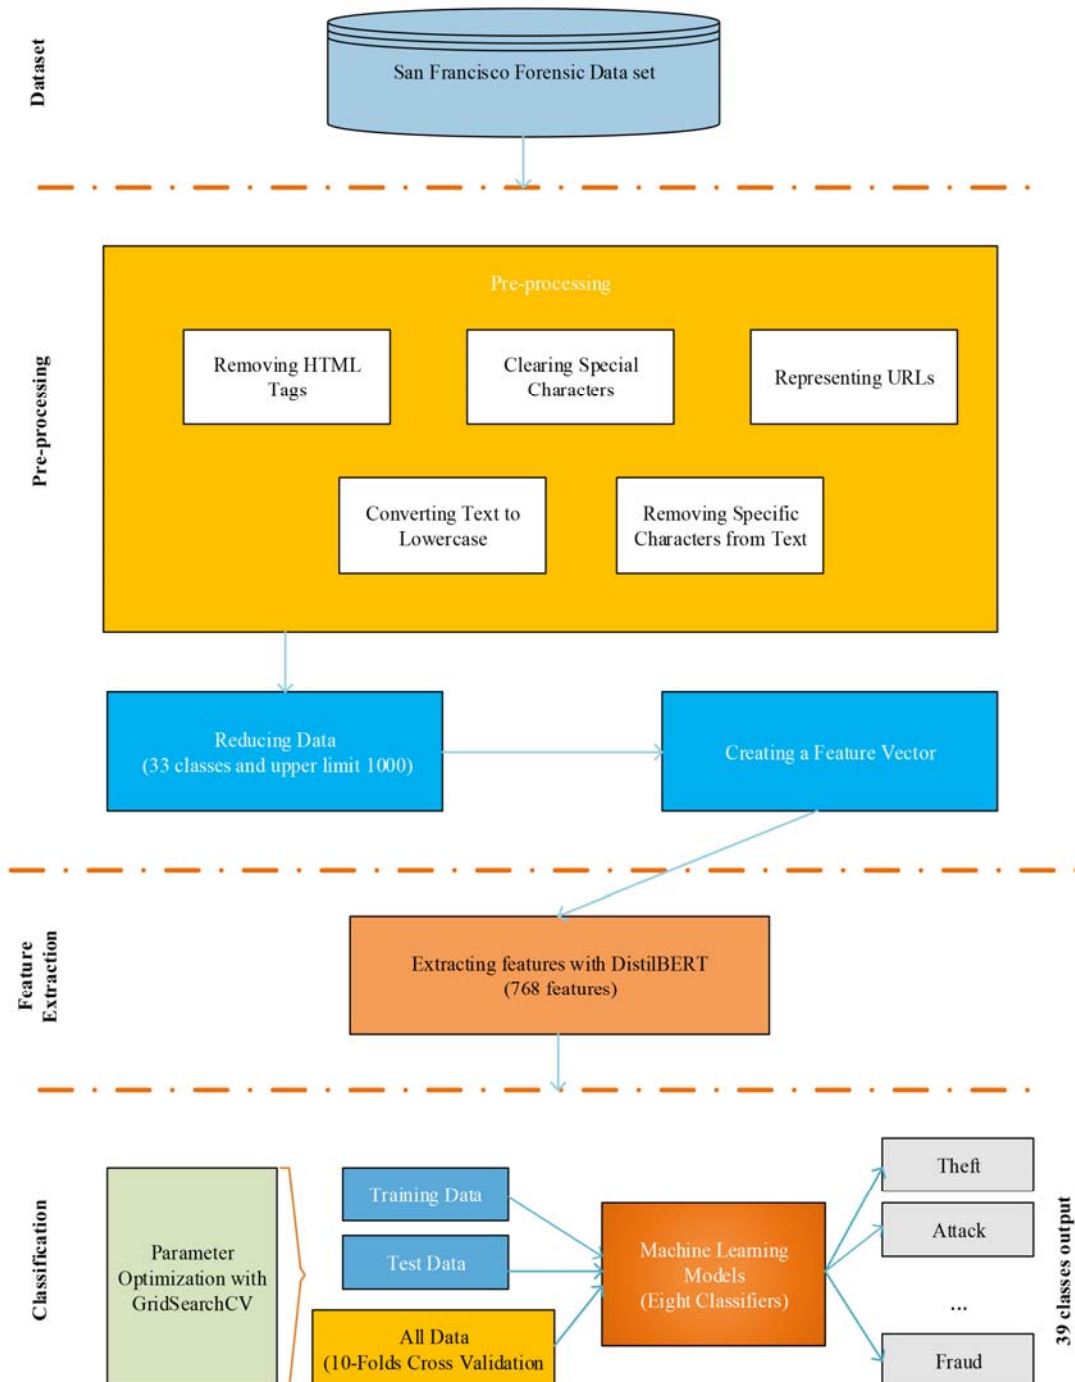 Dataset
San Francisco Forensic Data set
Pre-processing
Pre-processing
Removing HTML
Tags
Clearing Special
Characters
Representing URLs
Converting Text to
Lowercase
Removing Specific
Characters from Text
Reducing Data
(33 classes and upper limit 1000)
Creating a Feature Vector
Feature
Extraction
Extracting features with DistilBERT
(768 features)
Classification
Parameter
Optimization with
GridSearchCV
Training Data
Test Data
All Data
(10-Folds Cross Validation
Machine Learning
Models
(Eight Classifiers)
Theft
Attack
...
Fraud
39 classes output